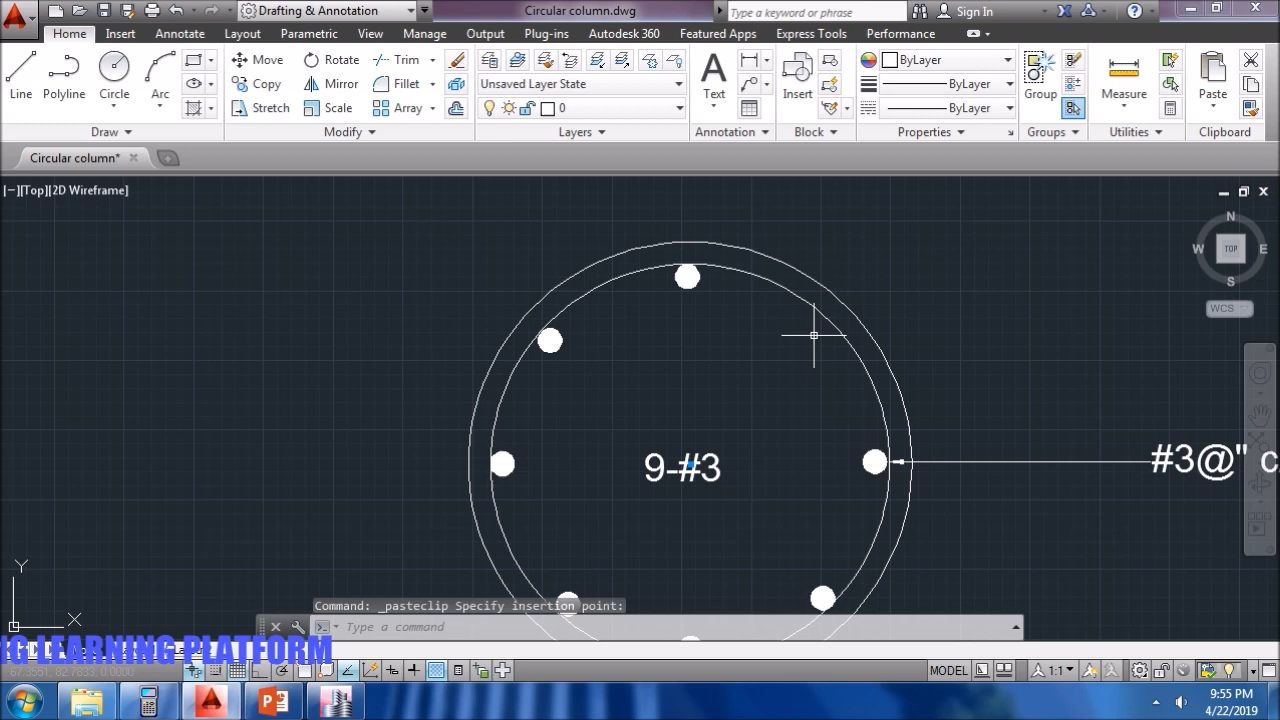 Drafting & Annotation
Circular column.dwg
Type a keyword or phrase
Sign In
Home
Insert
Annotate
Layout
Parametric
View
Manage
Output
Plug-ins
Autodesk 360
Featured Apps
Express Tools
Performance
Line
Polyline
Circle
Arc
Move
Rotate
Trim
Copy
Mirror
Fillet
Stretch
Scale
Array
Unsaved Layer State
0
Text
Insert
ByLayer
ByLayer
ByLayer
Group
Measure
Paste
Draw
Modify
Layers
Annotation
Block
Properties
Groups
Utilities
Clipboard
Circular column*
[−][Top][2D Wireframe]
N
W
TOP
E
S
WCS
9-#3
#3@" c
Y
X
Command: _pasteclip Specify insertion point:
Type a command
NG LEARNING PLATFORM
MODEL
1:1
9:55 PM
4/22/2019